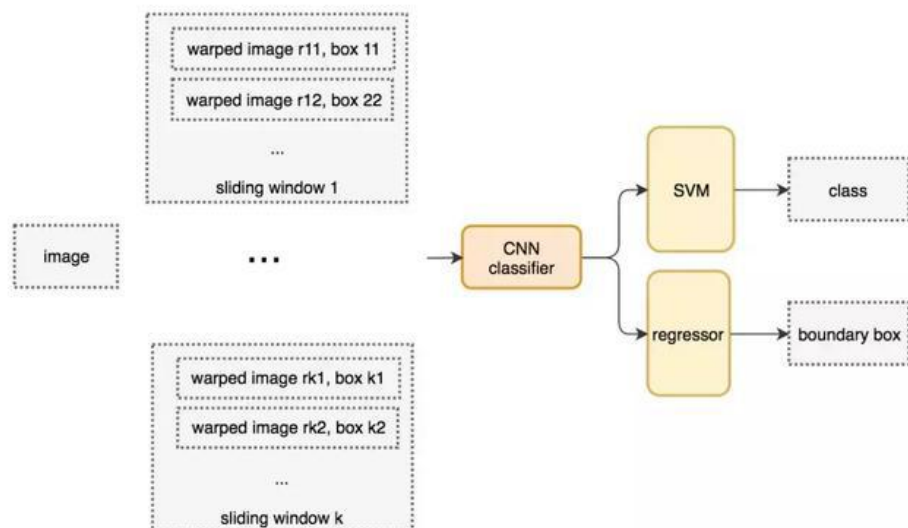 warped image r11, box 11
warped image r12, box 22
...
sliding window 1
image
...
CNN
classifier
SVM
class
regressor
boundary box
warped image rk1, box k1
warped image rk2, box k2
...
sliding window k